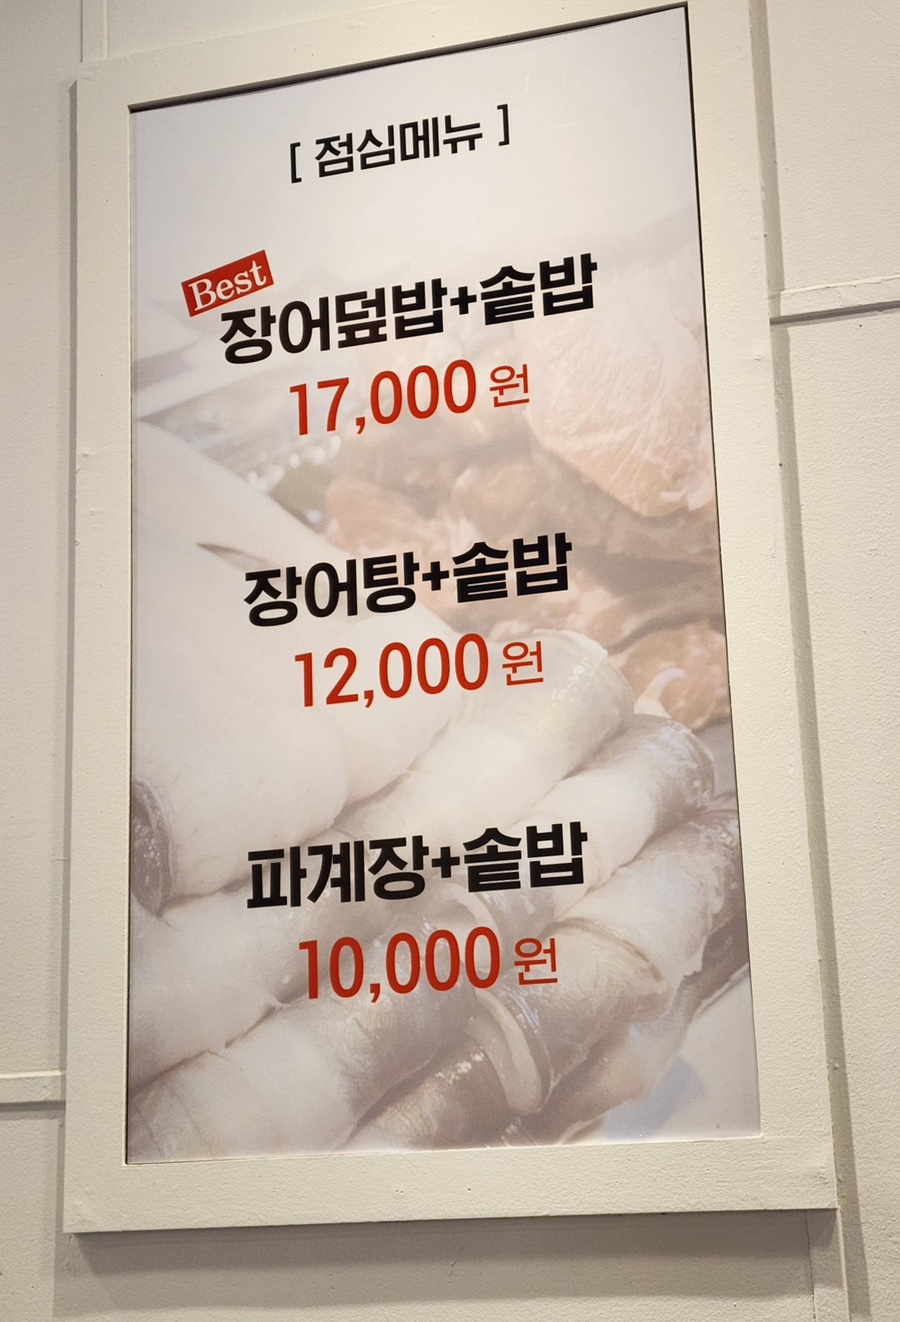 [ 점심메뉴 ]
Best
장어덮밥+솥밥
17,000 원
장어탕+솥밥
12,000 원
파계장+솥밥
10,000 원